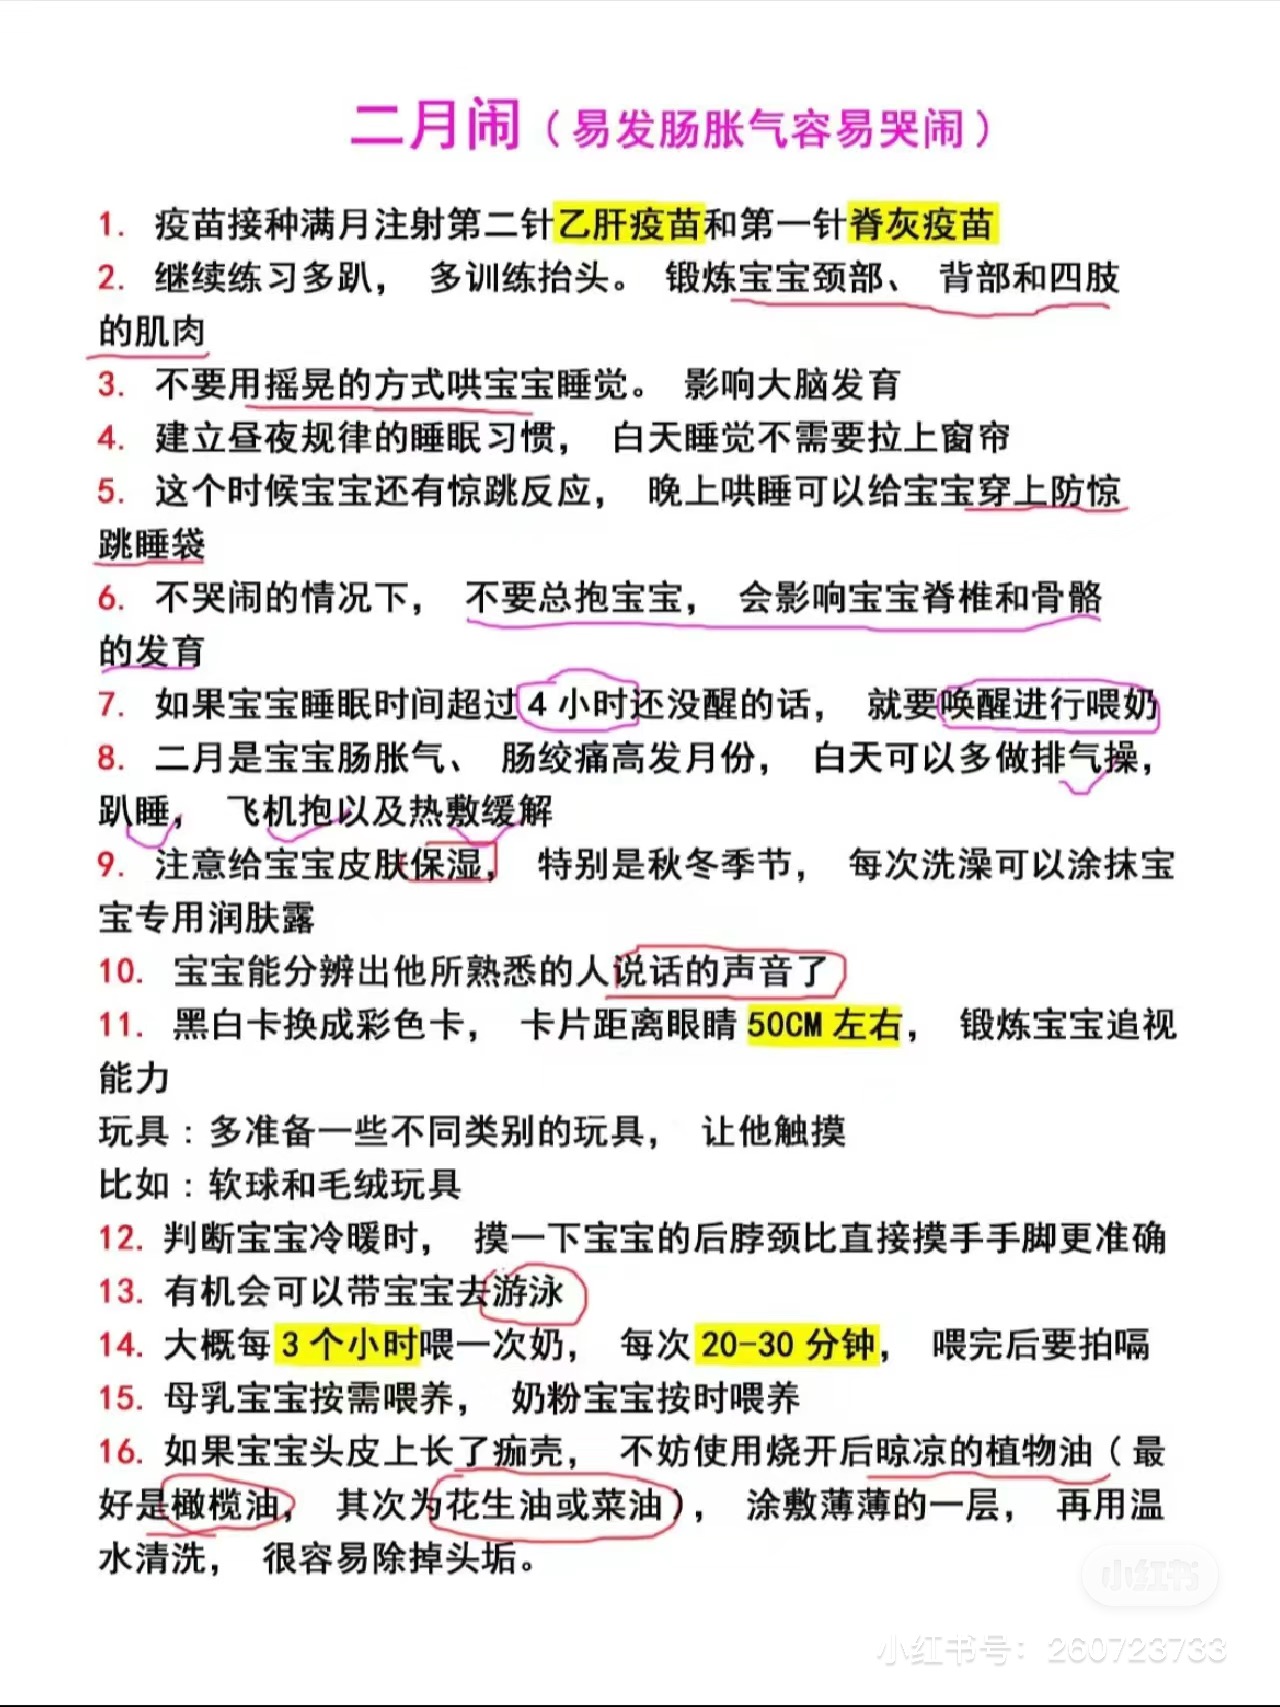 二月闹（易发肠胀气容易哭闹）
1. 疫苗接种满月注射第二针乙肝疫苗和第一针脊灰疫苗
2. 继续练习多趴， 多训练抬头。 锻炼宝宝颈部、 背部和四肢
的肌肉
3. 不要用摇晃的方式哄宝宝睡觉。 影响大脑发育
4. 建立昼夜规律的睡眠习惯， 白天睡觉不需要拉上窗帘
5. 这个时候宝宝还有惊跳反应， 晚上哄睡可以给宝宝穿上防惊
跳睡袋
6. 不哭闹的情况下， 不要总抱宝宝， 会影响宝宝脊椎和骨骼
的发育
7. 如果宝宝睡眠时间超过4小时还没醒的话， 就要唤醒进行喂奶
8. 二月是宝宝肠胀气、 肠绞痛高发月份， 白天可以多做排气操，
趴睡， 飞机抱以及热敷缓解
9. 注意给宝宝皮肤保湿， 特别是秋冬季节， 每次洗澡可以涂抹宝
宝专用润肤露
10. 宝宝能分辨出他所熟悉的人说话的声音了
11. 黑白卡换成彩色卡， 卡片距离眼睛50CM左右， 锻炼宝宝追视
能力
玩具：多准备一些不同类别的玩具， 让他触摸
比如：软球和毛绒玩具
12. 判断宝宝冷暖时， 摸一下宝宝的后脖颈比直接摸手手脚更准确
13. 有机会可以带宝宝去游泳
14. 大概每3个小时喂一次奶， 每次20-30分钟， 喂完后要拍嗝
15. 母乳宝宝按需喂养， 奶粉宝宝按时喂养
16. 如果宝宝头皮上长了痂壳， 不妨使用烧开后晾凉的植物油（最
好是橄榄油， 其次为花生油或菜油）， 涂敷薄薄的一层， 再用温
水清洗， 很容易除掉头垢。
小红书
小红书号：260723733